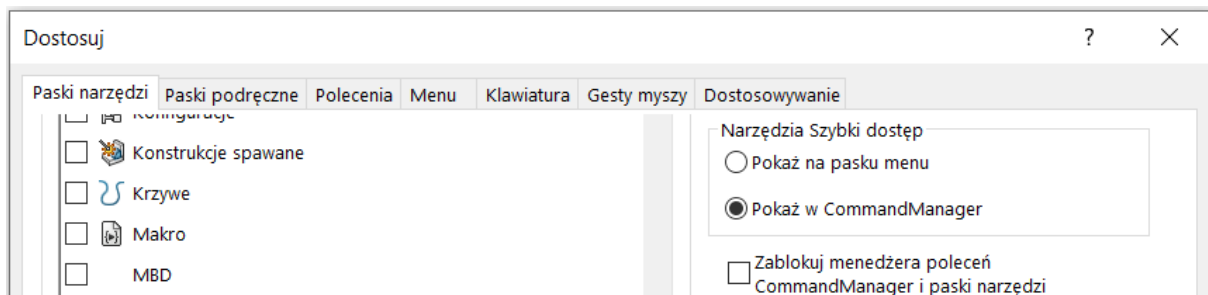 Dostosuj
?
Paski narzędzi Paski podręczne Polecenia Menu Klawiatura Gesty myszy Dostosowywanie
Konfiguracje
Konstrukcje spawane
Krzywe
Makro
MBD
Narzędzia Szybki dostęp
Pokaż na pasku menu
Pokaż w CommandManager
Zablokuj menedżera poleceń
CommandManager i paski narzędzi